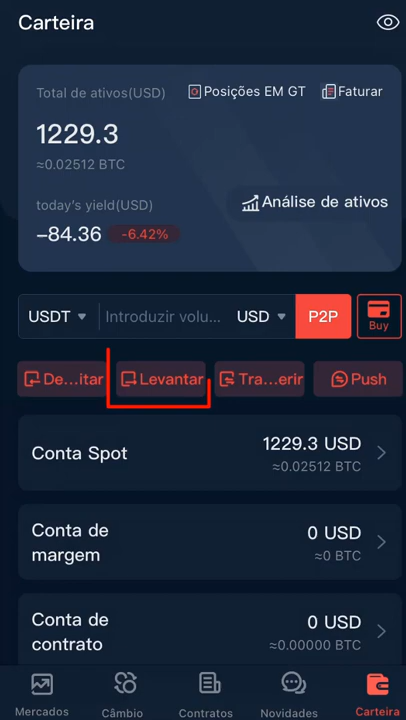 Carteira
Total de ativos(USD)
Posições EM GT
Faturar
1229.3
≈0.02512 BTC
today's yield(USD)
Análise de ativos
−84.36
-6.42%
USDT
Introduzir volu...
USD
P2P
Buy
De...itar
Levantar
Tra...erir
Push
Conta Spot
1229.3 USD
≈0.02512 BTC
Conta de
margem
0 USD
≈0 BTC
Conta de
contrato
0 USD
≈0.00000 BTC
Mercados
Câmbio
Contratos
Novidades
Carteira